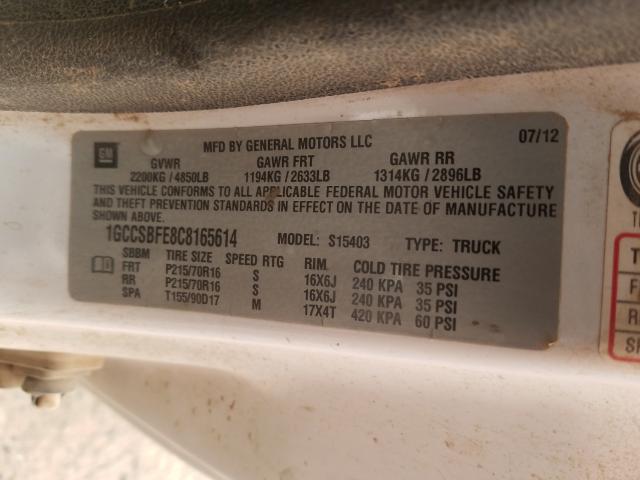 07/12
GM
MFD BY GENERAL MOTORS LLC
GVWR GAWR FRT GAWR RR
2200KG / 4850LB 1194KG / 2633LB 1314KG / 2896LB
THIS VEHICLE CONFORMS TO ALL APPLICABLE FEDERAL MOTOR VEHICLE SAFETY
AND THEFT PREVENTION STANDARDS IN EFFECT ON THE DATE OF MANUFACTURE
SHOWN ABOVE.
1GCCSBFE8C8165614 MODEL: S15403 TYPE: TRUCK
SBBM TIRE SIZE SPEED RTG RIM COLD TIRE PRESSURE
FRT P215/70R16 S 16X6J 240 KPA 35 PSI
RR P215/70R16 S 16X6J 240 KPA 35 PSI
SPA T155/90D17 M 17X4T 420 KPA 60 PSI